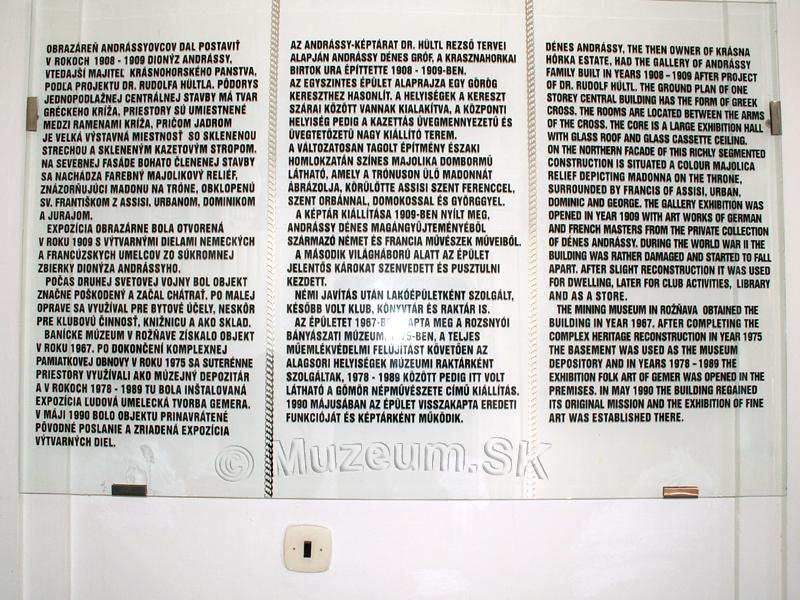 OBRAZÁREŇ ANDRÁSSYOVCOV DAL POSTAVIŤ
V ROKOCH 1908 - 1909 DIONÝZ ANDRÁSSY,
VTEDAJŠÍ MAJITEĽ KRÁSNOHORSKÉHO PANSTVA,
PODĽA PROJEKTU DR. RUDOLFA HÜLTLA. PÔDORYS
JEDNOPODLAŽNEJ CENTRÁLNEJ STAVBY MÁ TVAR
GRÉCKEHO KRÍŽA, PRIESTORY SÚ UMIESTNENÉ
MEDZI RAMENAMI KRÍŽA, PRIČOM JADROM
JE VEĽKÁ VÝSTAVNÁ MIESTNOSŤ SO SKLENENOU
STRECHOU A SKLENENÝM KAZETOVÝM STROPOM.
NA SEVERNEJ FASÁDE BOHATO ČLENENEJ STAVBY
SA NACHÁDZA FAREBNÝ MAJOLIKOVÝ RELIÉF,
ZNÁZORŇUJÚCI MADONU NA TRÓNE, OBKLOPENÚ
SV. FRANTIŠKOM Z ASSISI, URBANOM, DOMINIKOM
A JURAJOM.
EXPOZÍCIA OBRAZÁRNE BOLA OTVORENÁ
V ROKU 1909 S VÝTVARNÝMI DIELAMI NEMECKÝCH
A FRANCÚZSKYCH UMELCOV ZO SÚKROMNEJ
ZBIERKY DIONÝZA ANDRÁSSYHO.
POČAS DRUHEJ SVETOVEJ VOJNY BOL OBJEKT
ZNAČNE POŠKODENÝ A ZAČAL CHÁTRAŤ. PO MALEJ
OPRAVE SA VYUŽÍVAL PRE BYTOVÉ ÚČELY, NESKÔR
PRE KLUBOVÚ ČINNOSŤ, KNIŽNICU A AKO SKLAD.
BANÍCKE MÚZEUM V ROŽŇAVE ZÍSKALO OBJEKT
V ROKU 1967. PO DOKONČENÍ KOMPLEXNEJ
PAMIATKOVEJ OBNOVY V ROKU 1975 SA SUTERÉNNE
PRIESTORY VYUŽÍVALI AKO MÚZEJNÝ DEPOZITÁR
A V ROKOCH 1978 - 1989 TU BOLA INŠTALOVANÁ
EXPOZÍCIA ĽUDOVÁ UMELECKÁ TVORBA GEMERA.
V MÁJI 1990 BOLO OBJEKTU PRINAVRÁTENÉ
PÔVODNÉ POSLANIE A ZRIADENÁ EXPOZÍCIA
VÝTVARNÝCH DIEL.
AZ ANDRÁSSY-KÉPTÁRAT DR. HÜLTL REZSŐ TERVEI
ALAPJÁN ANDRÁSSY DÉNES GRÓF, A KRASZNAHORKAI
BIRTOK URA ÉPÍTTETTE 1908 - 1909-BEN.
AZ EGYSZINTES ÉPÜLET ALAPRAJZA EGY GÖRÖG
KERESZTHEZ HASONLÍT. A HELYISÉGEK A KERESZT
SZÁRAI KÖZÖTT VANNAK KIALAKÍTVA, A KÖZPONTI
HELYISÉG PEDIG A KAZETTÁS ÜVEGMENNYEZETŰ ÉS
ÜVEGTETŐZETŰ NAGY KIÁLLÍTÓ TEREM.
A VÁLTOZATOSAN TAGOLT ÉPÍTMÉNY ÉSZAKI
HOMLOKZATÁN SZÍNES MAJOLIKA DOMBORMŰ
LÁTHATÓ, AMELY A TRÓNUSON ÜLŐ MADONNÁT
ÁBRÁZOLJA, KÖRÜLÖTTE ASSISI SZENT FERENCCEL,
SZENT ORBÁNNAL, DOMOKOSSAL ÉS GYÖRGGYEL.
A KÉPTÁR KIÁLLÍTÁSA 1909-BEN NYÍLT MEG,
ANDRÁSSY DÉNES MAGÁNGYŰJTEMÉNYÉBŐL
SZÁRMAZÓ NÉMET ÉS FRANCIA MŰVÉSZEK MŰVEIBŐL.
A MÁSODIK VILÁGHÁBORÚ ALATT AZ ÉPÜLET
JELENTŐS KÁROKAT SZENVEDETT ÉS PUSZTULNI
KEZDETT.
NÉMI JAVÍTÁS UTÁN LAKÓÉPÜLETKÉNT SZOLGÁLT,
KÉSŐBB VOLT KLUB, KÖNYVTÁR ÉS RAKTÁR IS.
AZ ÉPÜLETET 1967-BEN KAPTA MEG A ROZSNYÓI
BÁNYÁSZATI MÚZEUM. 1975-BEN, A TELJES
MŰEMLÉKVÉDELMI FELÚJÍTÁST KÖVETŐEN AZ
ALAGSORI HELYISÉGEK MÚZEUMI RAKTÁRKÉNT
SZOLGÁLTAK, 1978 - 1989 KÖZÖTT PEDIG ITT VOLT
LÁTHATÓ A GÖMÖR NÉPMŰVÉSZETE CÍMŰ KIÁLLÍTÁS.
1990 MÁJUSÁBAN AZ ÉPÜLET VISSZAKAPTA EREDETI
FUNKCIÓJÁT ÉS KÉPTÁRKÉNT MŰKÖDIK.
DÉNES ANDRÁSSY, THE THEN OWNER OF KRÁSNA
HÔRKA ESTATE, HAD THE GALLERY OF ANDRÁSSY
FAMILY BUILT IN YEARS 1908 - 1909 AFTER PROJECT
OF DR. RUDOLF HÜLTL. THE GROUND PLAN OF ONE
STOREY CENTRAL BUILDING HAS THE FORM OF GREEK
CROSS. THE ROOMS ARE LOCATED BETWEEN THE ARMS
OF THE CROSS. THE CORE IS A LARGE EXHIBITION HALL
WITH GLASS ROOF AND GLASS CASSETTE CEILING.
ON THE NORTHERN FACADE OF THIS RICHLY SEGMENTED
CONSTRUCTION IS SITUATED A COLOUR MAJOLICA
RELIEF DEPICTING MADONNA ON THE THRONE,
SURROUNDED BY FRANCIS OF ASSISI, URBAN,
DOMINIC AND GEORGE. THE GALLERY EXHIBITION WAS
OPENED IN YEAR 1909 WITH ART WORKS OF GERMAN
AND FRENCH MASTERS FROM THE PRIVATE COLLECTION
OF DÉNES ANDRÁSSY. DURING THE WORLD WAR II THE
BUILDING WAS RATHER DAMAGED AND STARTED TO FALL
APART. AFTER SLIGHT RECONSTRUCTION IT WAS USED
FOR DWELLING, LATER FOR CLUB ACTIVITIES, LIBRARY
AND AS A STORE.
THE MINING MUSEUM IN ROŽŇAVA OBTAINED THE
BUILDING IN YEAR 1967. AFTER COMPLETING THE
COMPLEX HERITAGE RECONSTRUCTION IN YEAR 1975
THE BASEMENT WAS USED AS THE MUSEUM
DEPOSITORY AND IN YEARS 1978 - 1989 THE
EXHIBITION FOLK ART OF GEMER WAS OPENED IN THE
PREMISES. IN MAY 1990 THE BUILDING REGAINED
ITS ORIGINAL MISSION AND THE EXHIBITION OF FINE
ART WAS ESTABLISHED THERE.
© Muzeum.SK